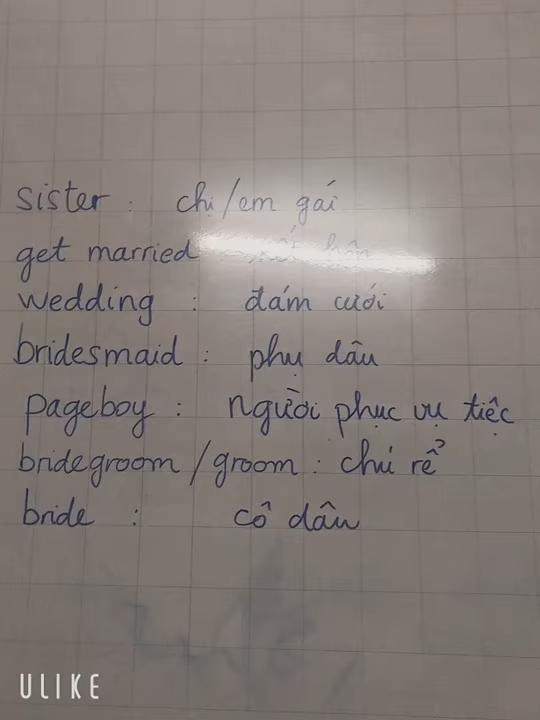 sister : chị/em gái
get married hôn
wedding : đám cưới
bridesmaid : phụ dâu
pageboy : người phục vụ tiệc
bridegroom/groom : chú rể
bride : cô dâu
ULIKE